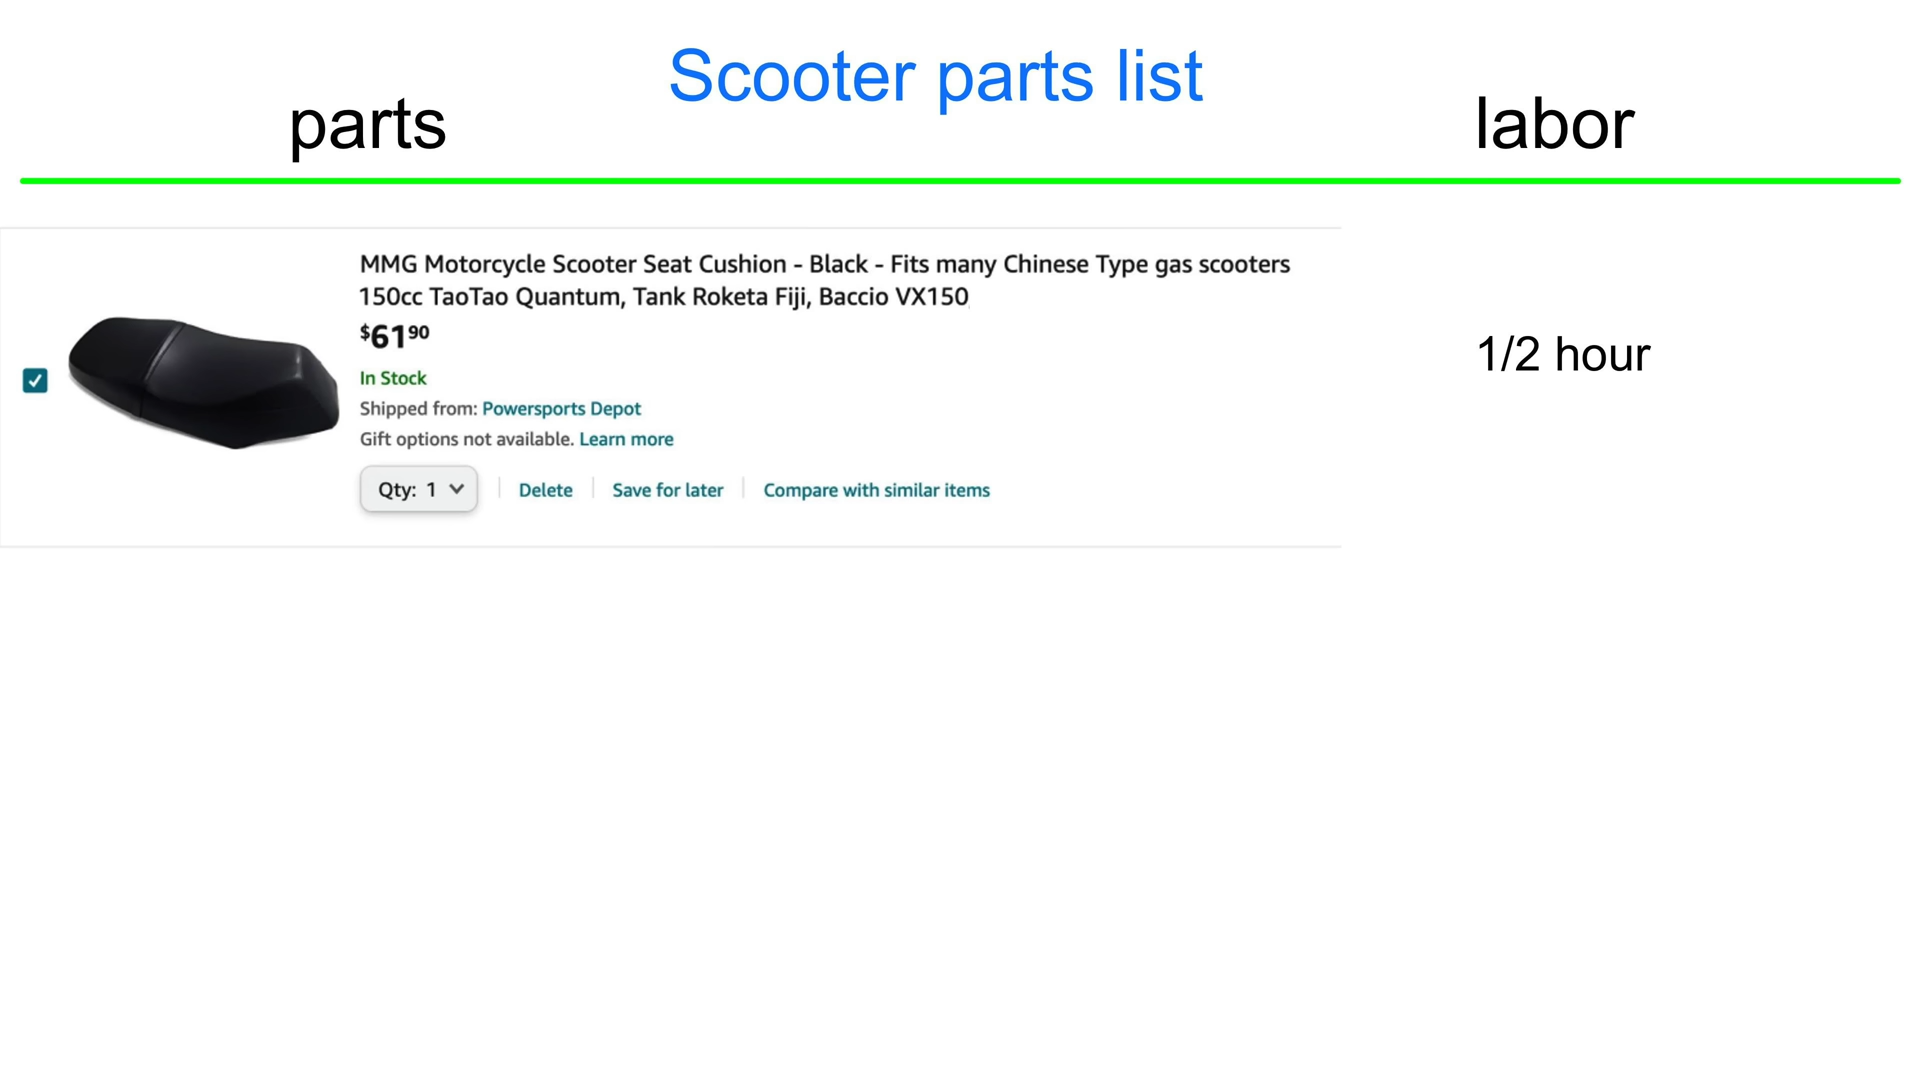 Scooter parts list
parts
labor
MMG Motorcycle Scooter Seat Cushion - Black - Fits many Chinese Type gas scooters
150cc TaoTao Quantum, Tank Roketa Fiji, Baccio VX150
$6190
In Stock
Shipped from: Powersports Depot
Gift options not available. Learn more
Qty: 1
Delete
Save for later
Compare with similar items
1/2 hour